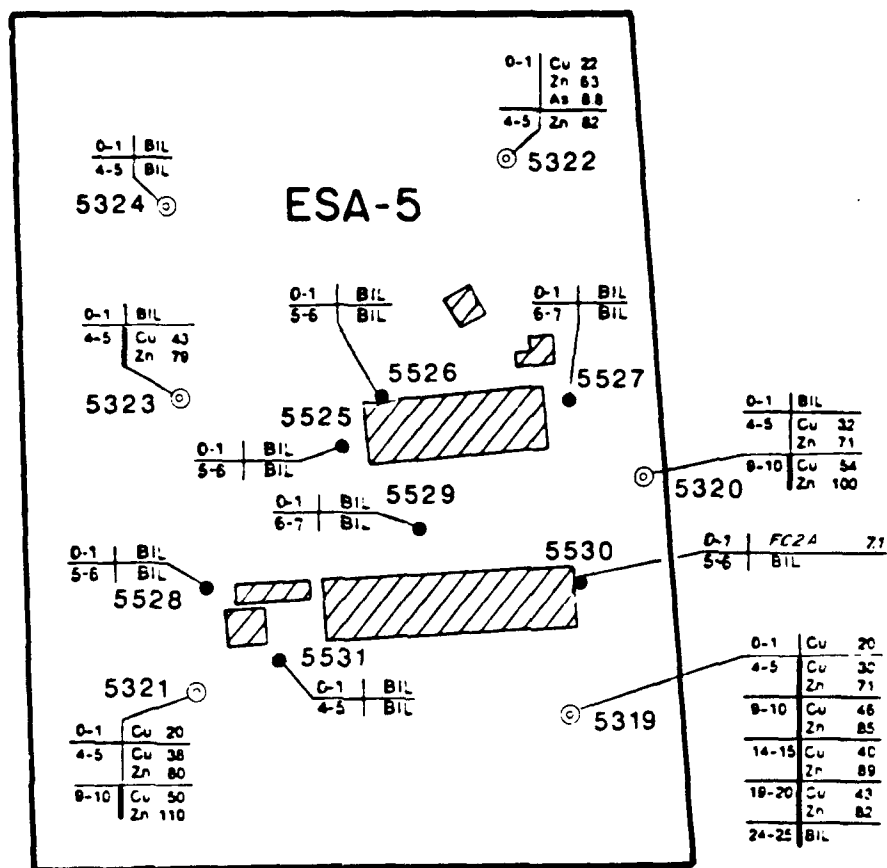 0-1 Cu 22
Zn 63
As 8.8
4-5 Zn 82
5322
0-1 BIL
4-5 BIL
5324
ESA-5
0-1 BIL
5-6 BIL
5526
0-1 BIL
6-7 BIL
5527
0-1 BIL
4-5 Cu 43
Zn 79
5323
5525
0-1 BIL
5-6 BIL
0-1 BIL
4-5 Cu 32
Zn 71
9-10 Cu 54
Zn 100
5320
5529
0-1 BIL
6-7 BIL
5530
0-1 FC2A 7.1
5-6 BIL
0-1 BIL
5-6 BIL
5528
5531
0-1 BIL
4-5 BIL
5321
0-1 Cu 20
4-5 Cu 38
Zn 80
9-10 Cu 50
Zn 110
5319
0-1 Cu 20
4-5 Cu 30
Zn 71
9-10 Cu 46
Zn 85
14-15 Cu 40
Zn 89
19-20 Cu 43
Zn 82
24-25 BIL